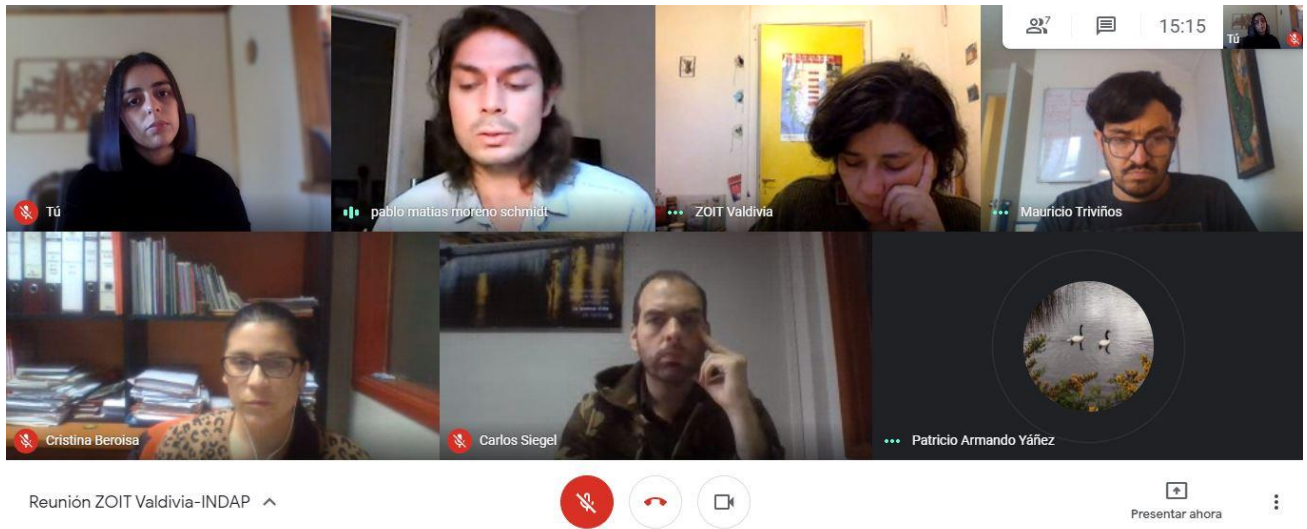 7
15:15
Tú
Tú
pablo matias moreno schmidt
ZOIT Valdivia
Mauricio Triviños
Cristina Beroisa
Carlos Siegel
Patricio Armando Yáñez
Reunión ZOIT Valdivia-INDAP
Presentar ahora